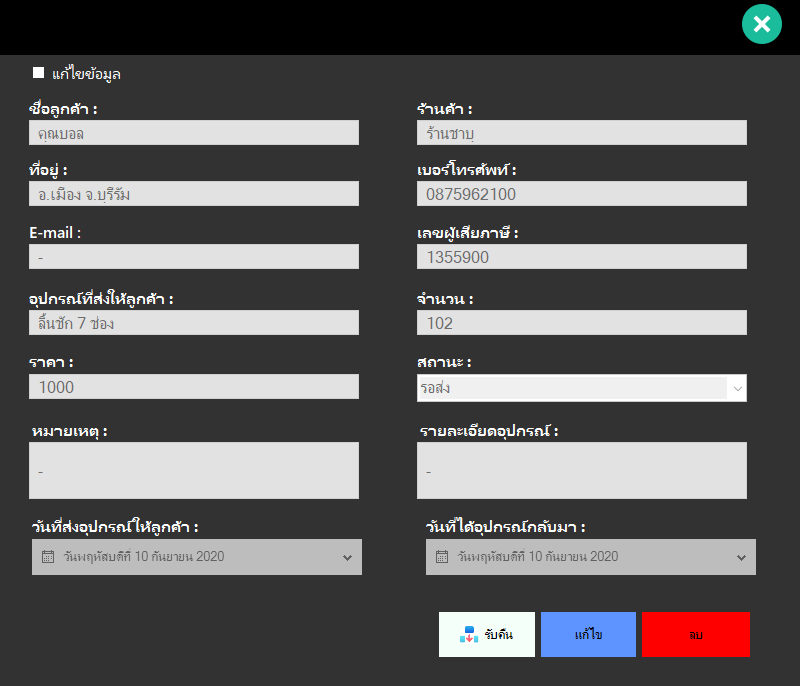 แก้ไขข้อมูล
ชื่อลูกค้า :
ร้านค้า :
คุณบอล
ร้านชาบู
ที่อยู่ :
เบอร์โทรศัพท์ :
อ.เมือง จ.บุรีรัม
0875962100
E-mail :
เลขผู้เสียภาษี :
-
1355900
อุปกรณ์ที่ส่งให้ลูกค้า :
จำนวน :
ลิ้นชัก 7 ช่อง
102
ราคา :
สถานะ :
1000
รอส่ง
หมายเหตุ :
รายละเอียดอุปกรณ์ :
-
-
วันที่ส่งอุปกรณ์ให้ลูกค้า :
วันที่ได้อุปกรณ์กลับมา :
วันพฤหัสบดีที่ 10 กันยายน 2020
วันพฤหัสบดีที่ 10 กันยายน 2020
รับคืน
แก้ไข
ลบ